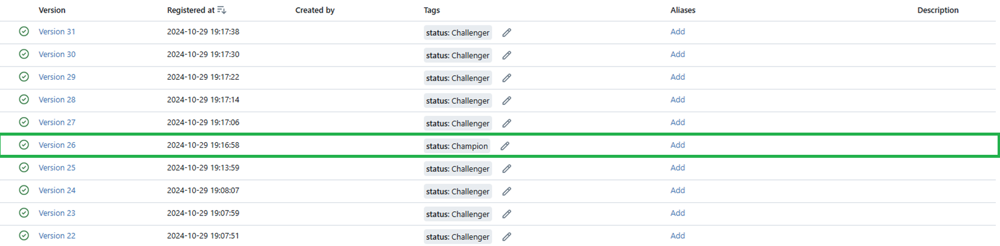 Version Registered at Created by Tags Aliases Description
Version 31 2024-10-29 19:17:38 status: Challenger Add
Version 30 2024-10-29 19:17:30 status: Challenger Add
Version 29 2024-10-29 19:17:22 status: Challenger Add
Version 28 2024-10-29 19:17:14 status: Challenger Add
Version 27 2024-10-29 19:17:06 status: Challenger Add
Version 26 2024-10-29 19:16:58 status: Champion Add
Version 25 2024-10-29 19:13:59 status: Challenger Add
Version 24 2024-10-29 19:08:07 status: Challenger Add
Version 23 2024-10-29 19:07:59 status: Challenger Add
Version 22 2024-10-29 19:07:51 status: Challenger Add